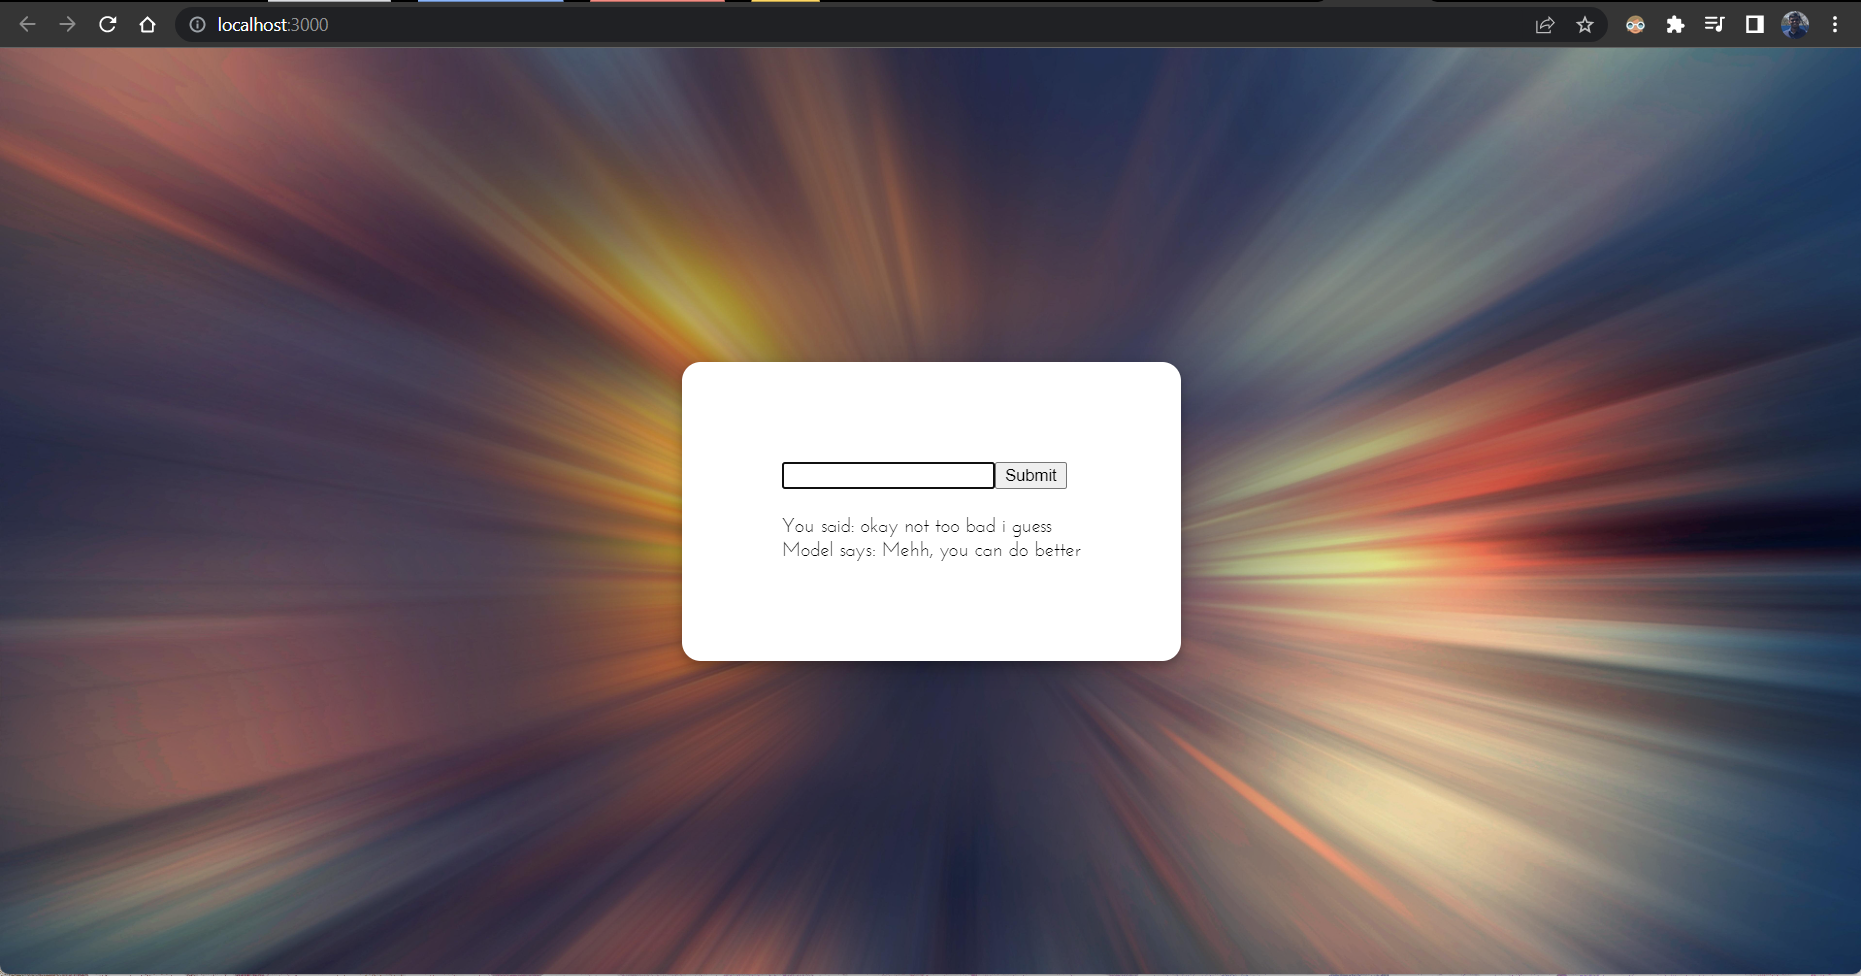 localhost:3000
Submit
You said: okay not too bad i guess
Model says: Mehh, you can do better